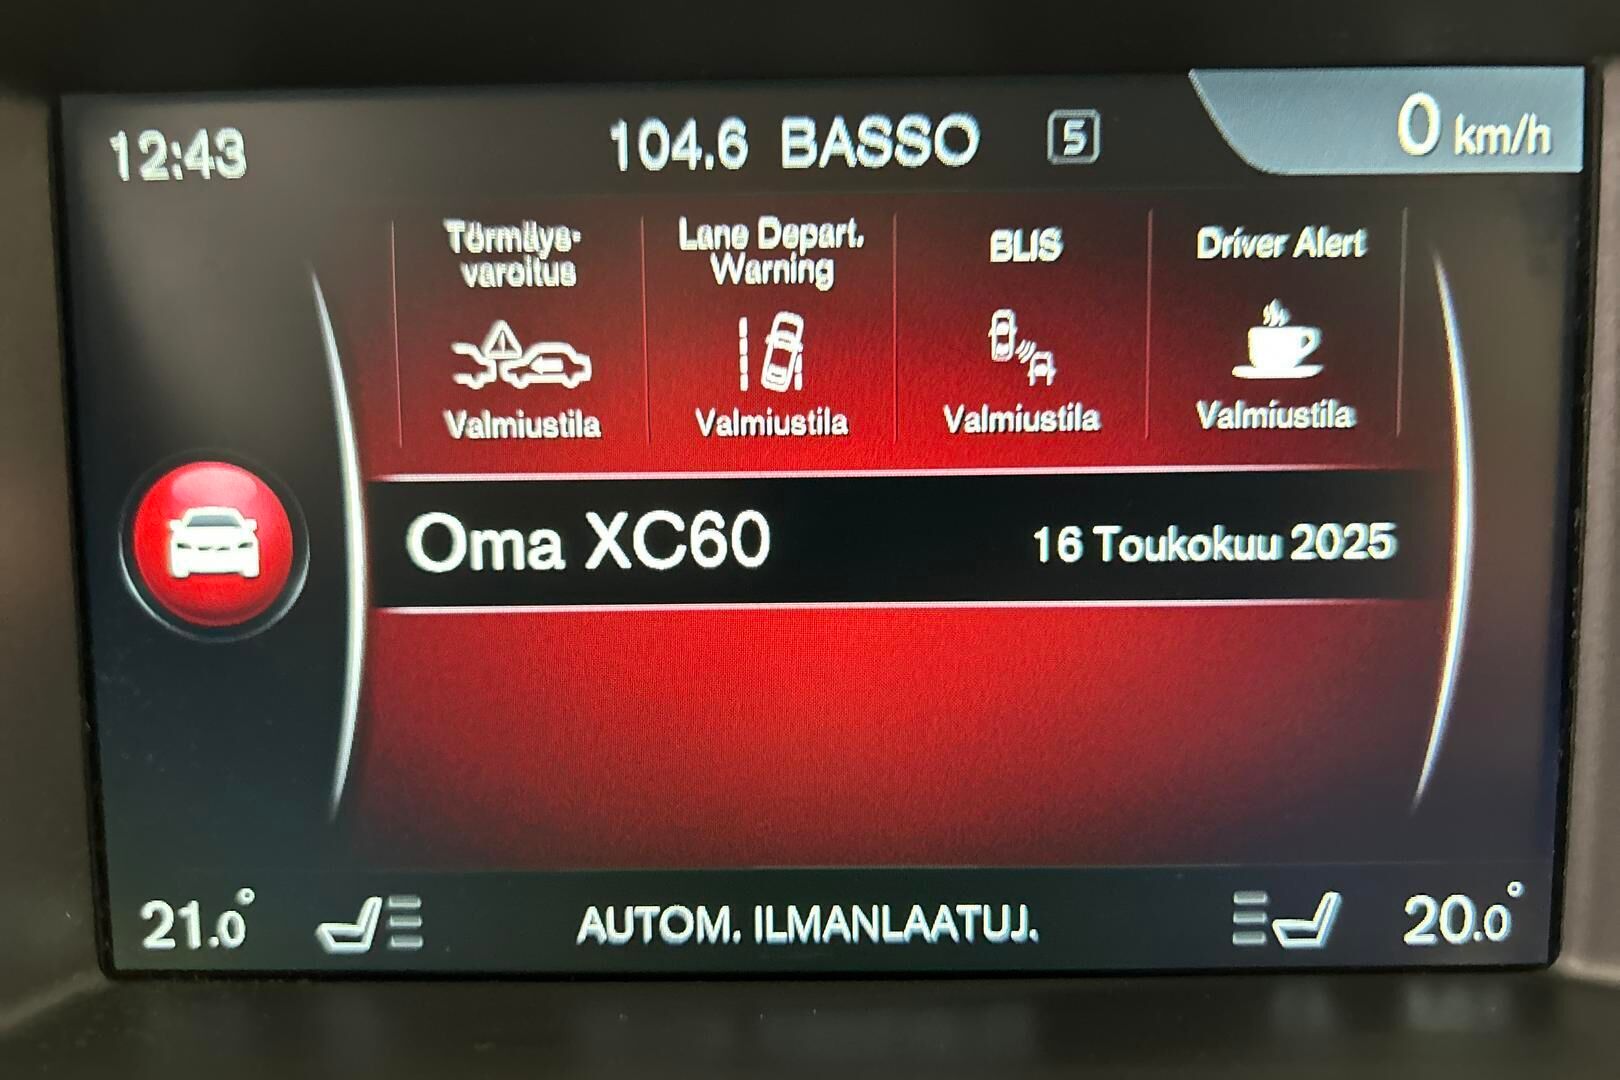 12:43 104.6 BASSO 5 0 km/h
Törmäys-
varoitus
Lane Depart.
Warning
BLIS
Driver Alert
Valmiustila Valmiustila Valmiustila Valmiustila
Oma XC60 16 Toukokuu 2025
21.0° AUTOM. ILMANLAATUJ. 20.0°